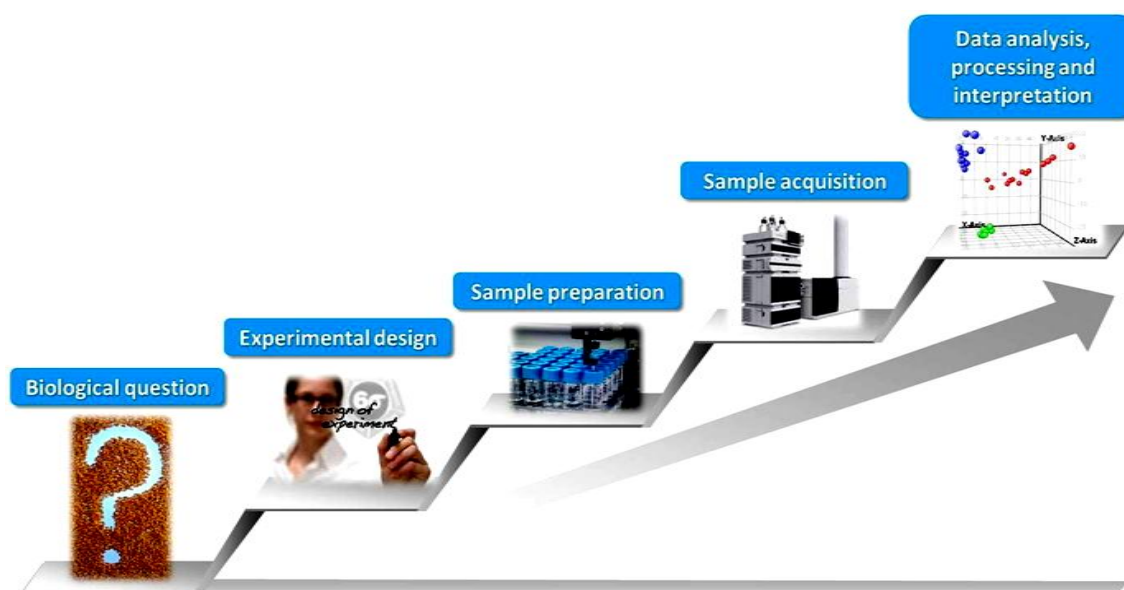 Data analysis,
processing and
interpretation
Y-Axis
X-Axis
Z-Axis
Sample acquisition
Sample preparation
Experimental design
6σ
design of
experiment
Biological question